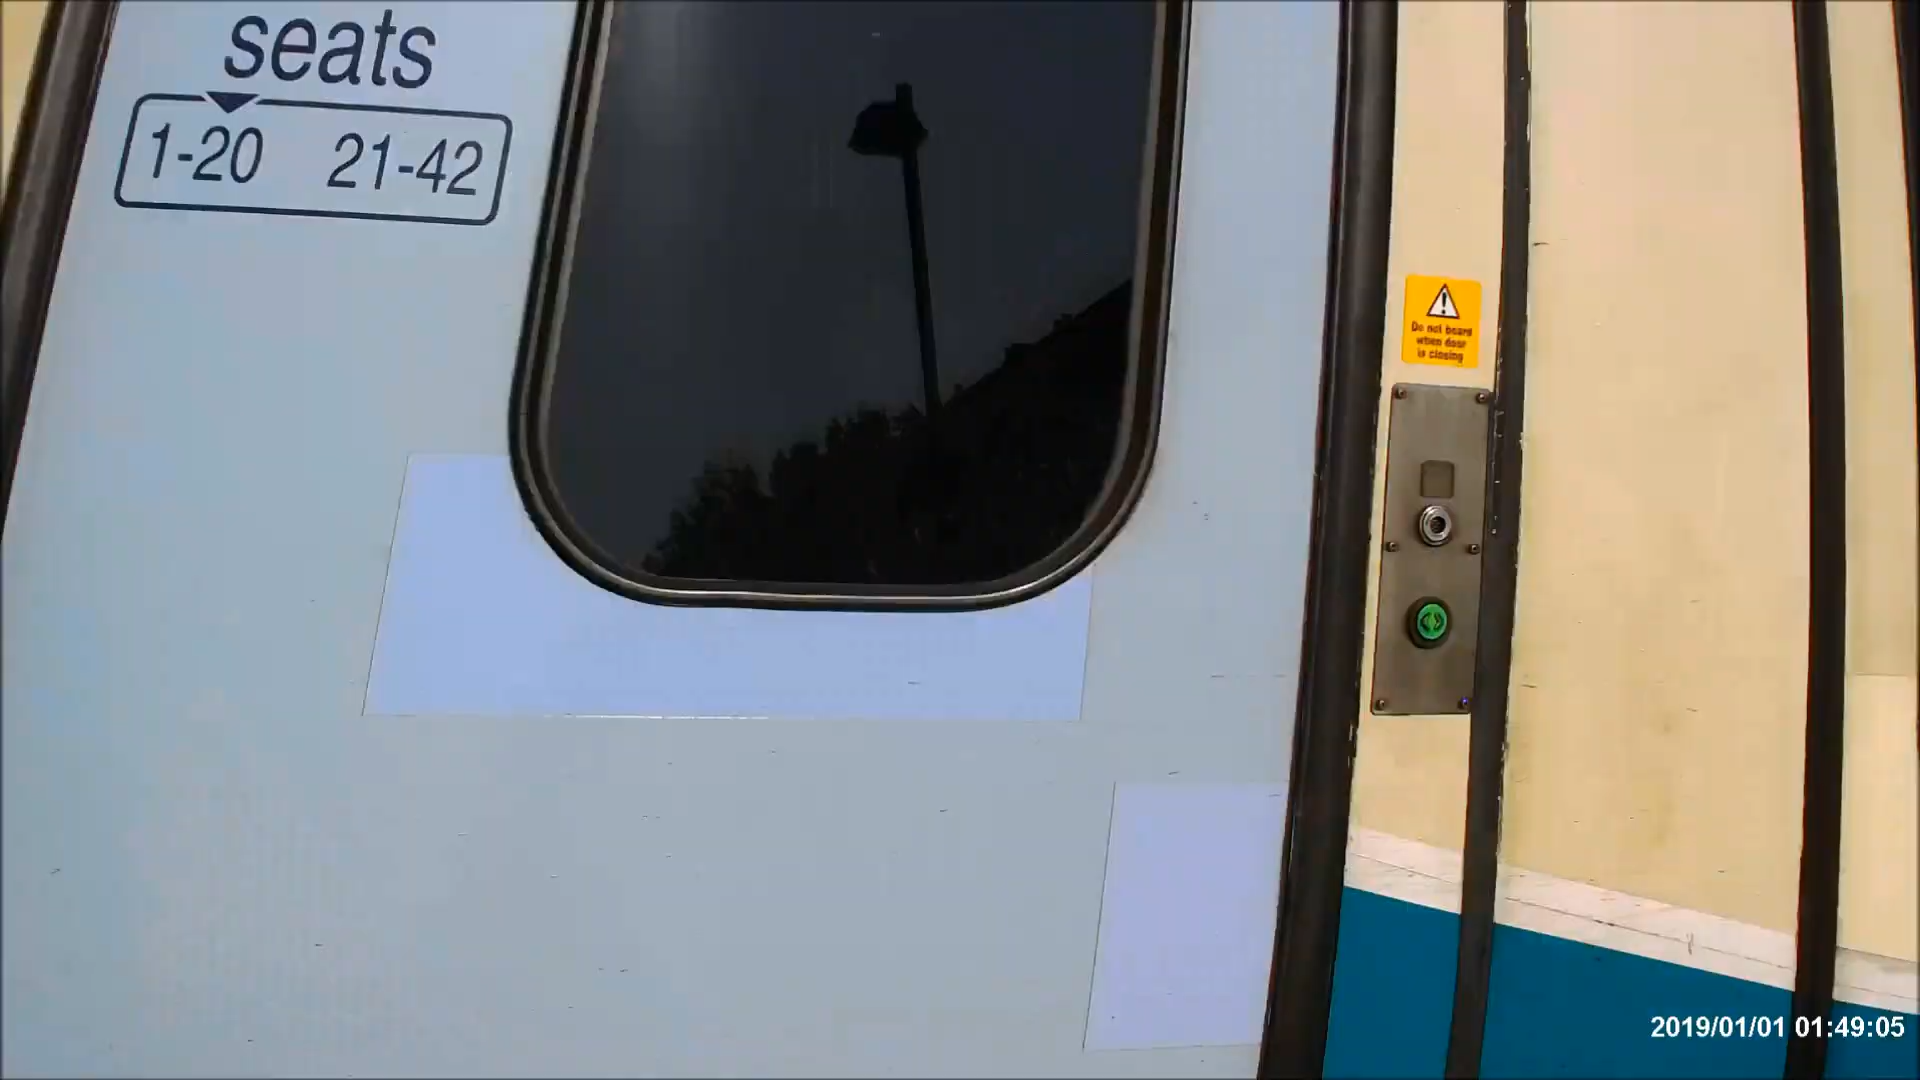 seats
1-20 21-42
Do not board
when door
is closing
2019/01/01 01:49:05